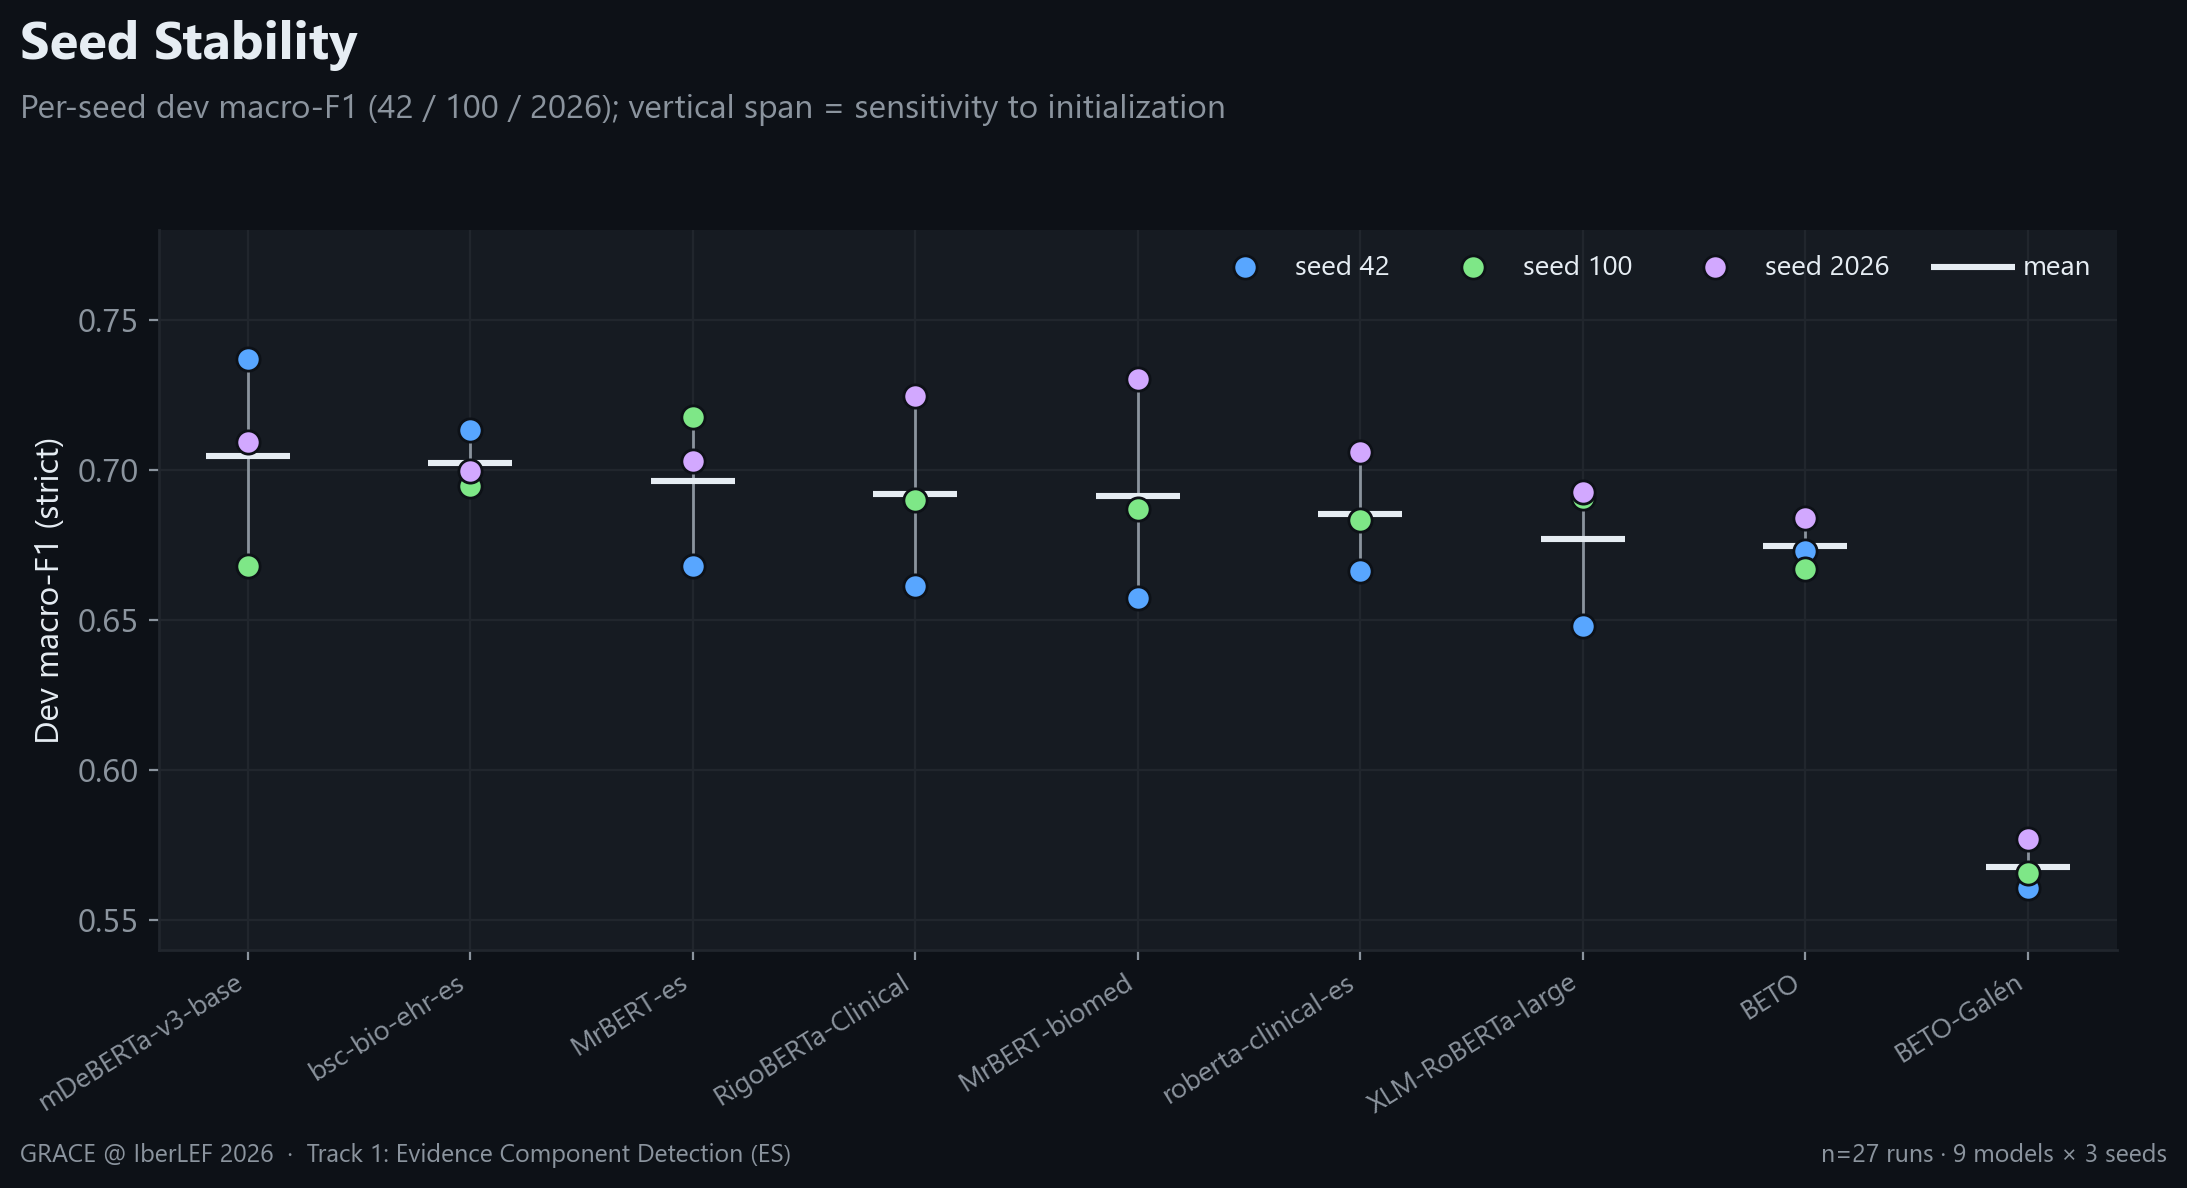 Seed Stability
Per-seed dev macro-F1 (42 / 100 / 2026); vertical span = sensitivity to initialization
seed 42
seed 100
seed 2026
mean
Dev macro-F1 (strict)
0.75
0.70
0.65
0.60
0.55
mDeBERTa-v3-base
bsc-bio-ehr-es
MrBERT-es
RigoBERTa-Clinical
MrBERT-biomed
roberta-clinical-es
XLM-RoBERTa-large
BETO
BETO-Galén
GRACE @ IberLEF 2026 · Track 1: Evidence Component Detection (ES)
n=27 runs · 9 models × 3 seeds